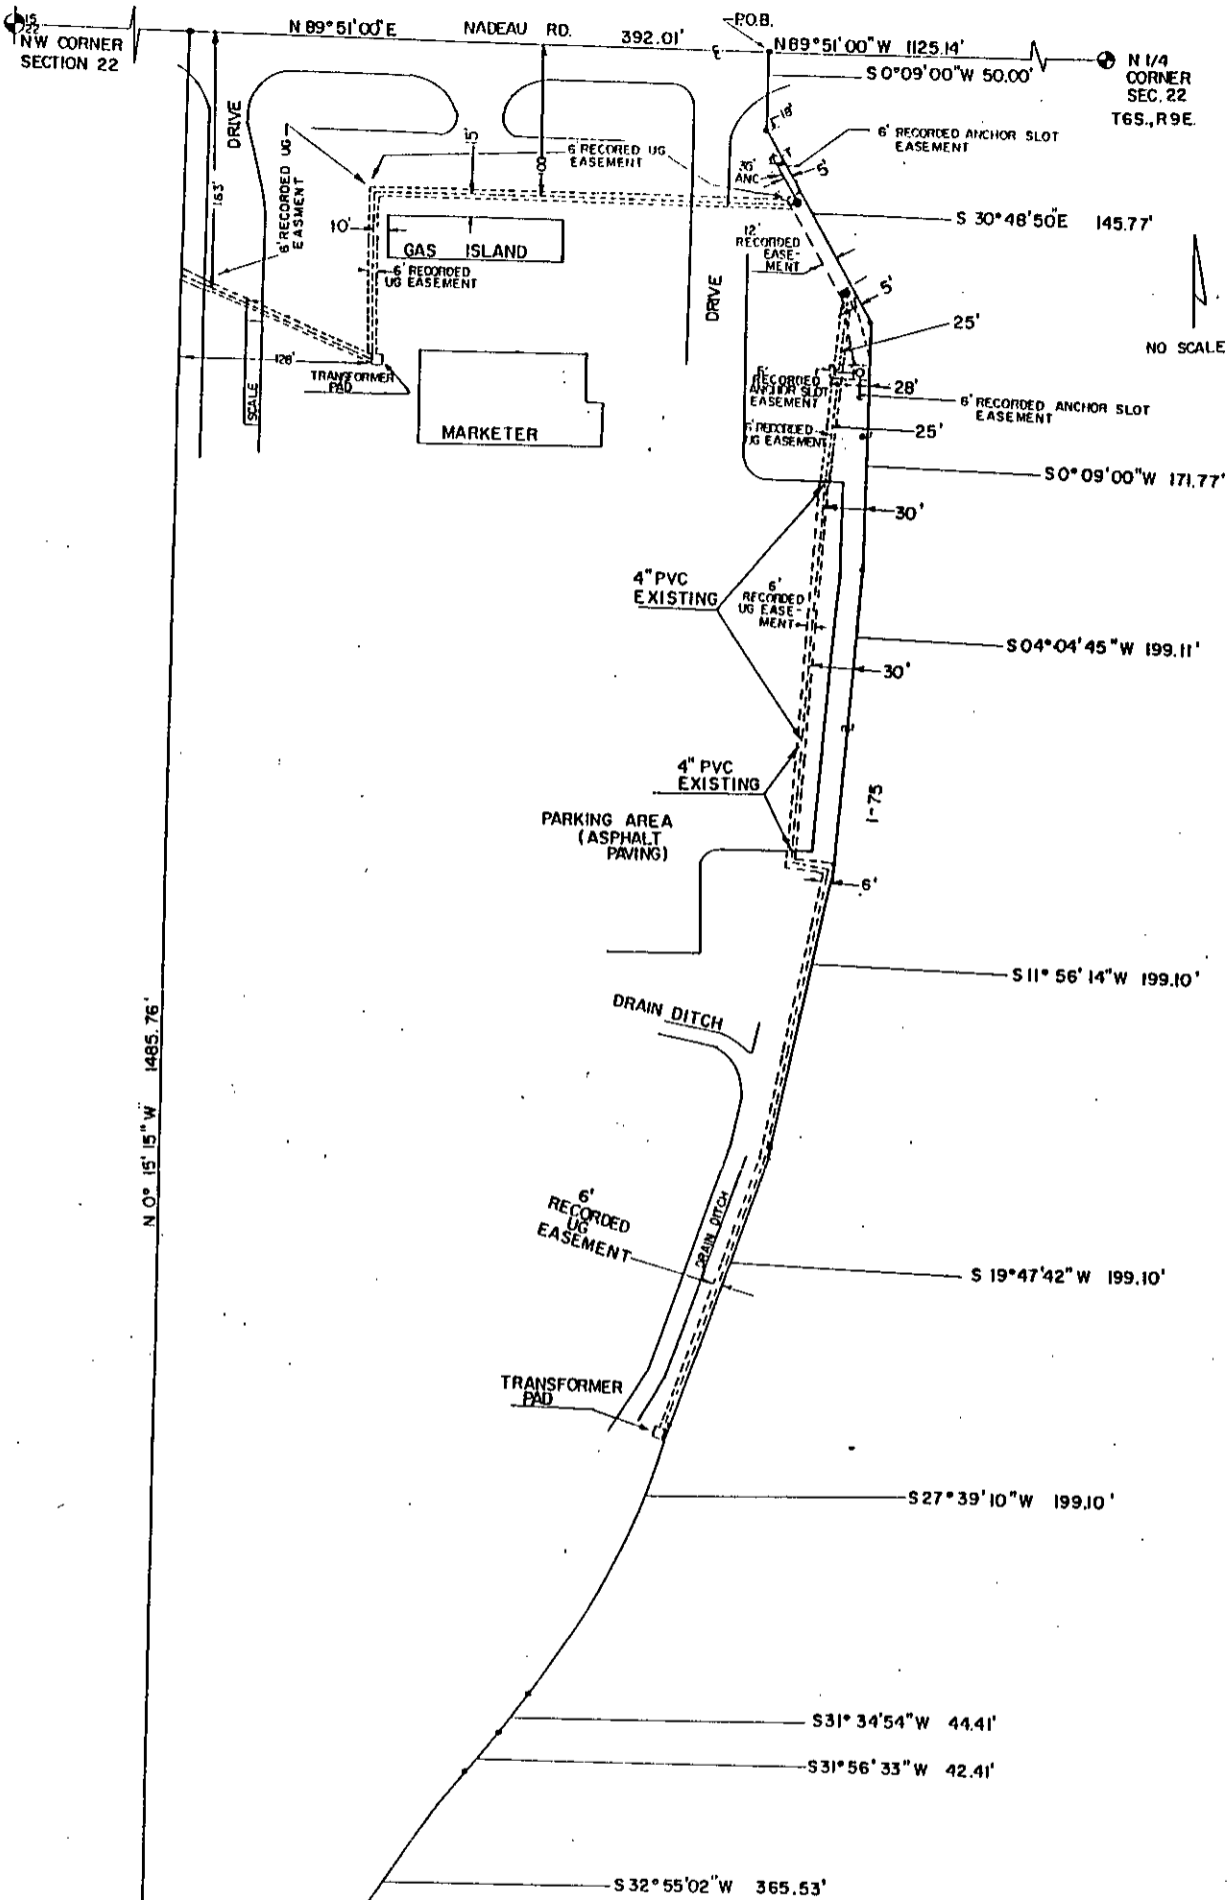 15
22
NW CORNER
SECTION 22
N 89°51'00"E
NADEAU RD.
392.01'
P.O.B.
N89°51'00"W 1125.14'
S 0°09'00"W 50.00'
N 1/4
CORNER
SEC. 22
T6S., R9E.
DRIVE
163'
6' RECORDED UG
EASMENT
15'
6' RECORED UG
EASEMENT
18'
6' RECORDED ANCHOR SLOT
EASEMENT
ANC
5'
S 30°48'50"E 145.77'
10'
GAS ISLAND
6' RECORDED
UG EASEMENT
12'
RECORDED
EASE-
MENT
DRIVE
5'
25'
NO SCALE
128'
TRANSFORMER
PAD
SCALE
MARKETER
RECORDED
ANCHOR SLOT
EASEMENT
28'
6' RECORDED ANCHOR SLOT
EASEMENT
6' RECORDED
UG EASEMENT
25'
S 0°09'00"W 171.77'
30'
4" PVC
EXISTING
6'
RECORDED
UG EASE-
MENT
S 04°04'45"W 199.11'
30'
4" PVC
EXISTING
I-75
PARKING AREA
(ASPHALT
PAVING)
6'
S 11° 56' 14"W 199.10'
DRAIN DITCH
N 0° 15' 15" W 1485.76'
6'
RECORDED
UG
EASEMENT
DRAIN DITCH
S 19°47'42" W 199.10'
TRANSFORMER
PAD
S 27°39'10"W 199.10'
S31° 34'54"W 44.41'
S31°56'33"W 42.41'
S 32°55'02"W 365.53'